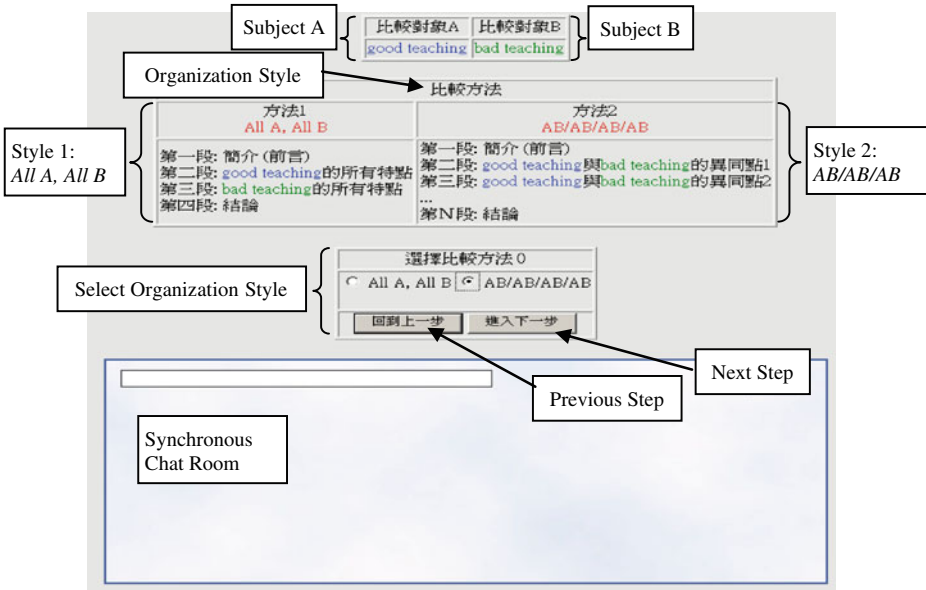 Subject A
比較對象A 比較對象B
good teaching bad teaching
Subject B
Organization Style
比較方法
方法1
All A, All B
第一段: 簡介 (前言)
第二段: good teaching的所有特點
第三段: bad teaching的所有特點
第四段: 結論
方法2
AB/AB/AB/AB
第一段: 簡介 (前言)
第二段: good teaching與bad teaching的異同點1
第三段: good teaching與bad teaching的異同點2
...
第N段: 結論
Style 1:
All A, All B
Style 2:
AB/AB/AB
Select Organization Style
選擇比較方法 0
All A, All B AB/AB/AB/AB
回到上一步 進入下一步
Next Step
Previous Step
Synchronous
Chat Room